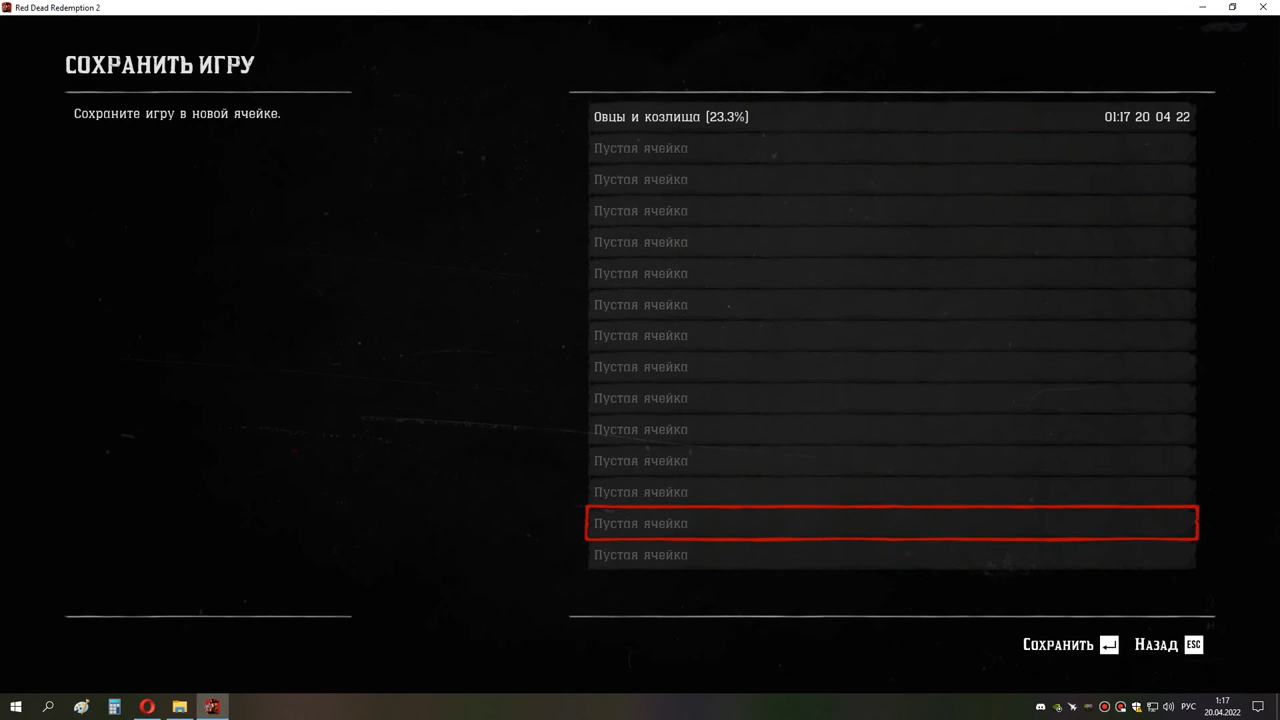 Red Dead Redemption 2
СОХРАНИТЬ ИГРУ
Сохраните игру в новой ячейке.
Овцы и козлища (23.3%) 01:17 20 04 22
Пустая ячейка
Пустая ячейка
Пустая ячейка
Пустая ячейка
Пустая ячейка
Пустая ячейка
Пустая ячейка
Пустая ячейка
Пустая ячейка
Пустая ячейка
Пустая ячейка
Пустая ячейка
Пустая ячейка
Пустая ячейка
Сохранить Назад ESC
РУС 1:17
20.04.2022